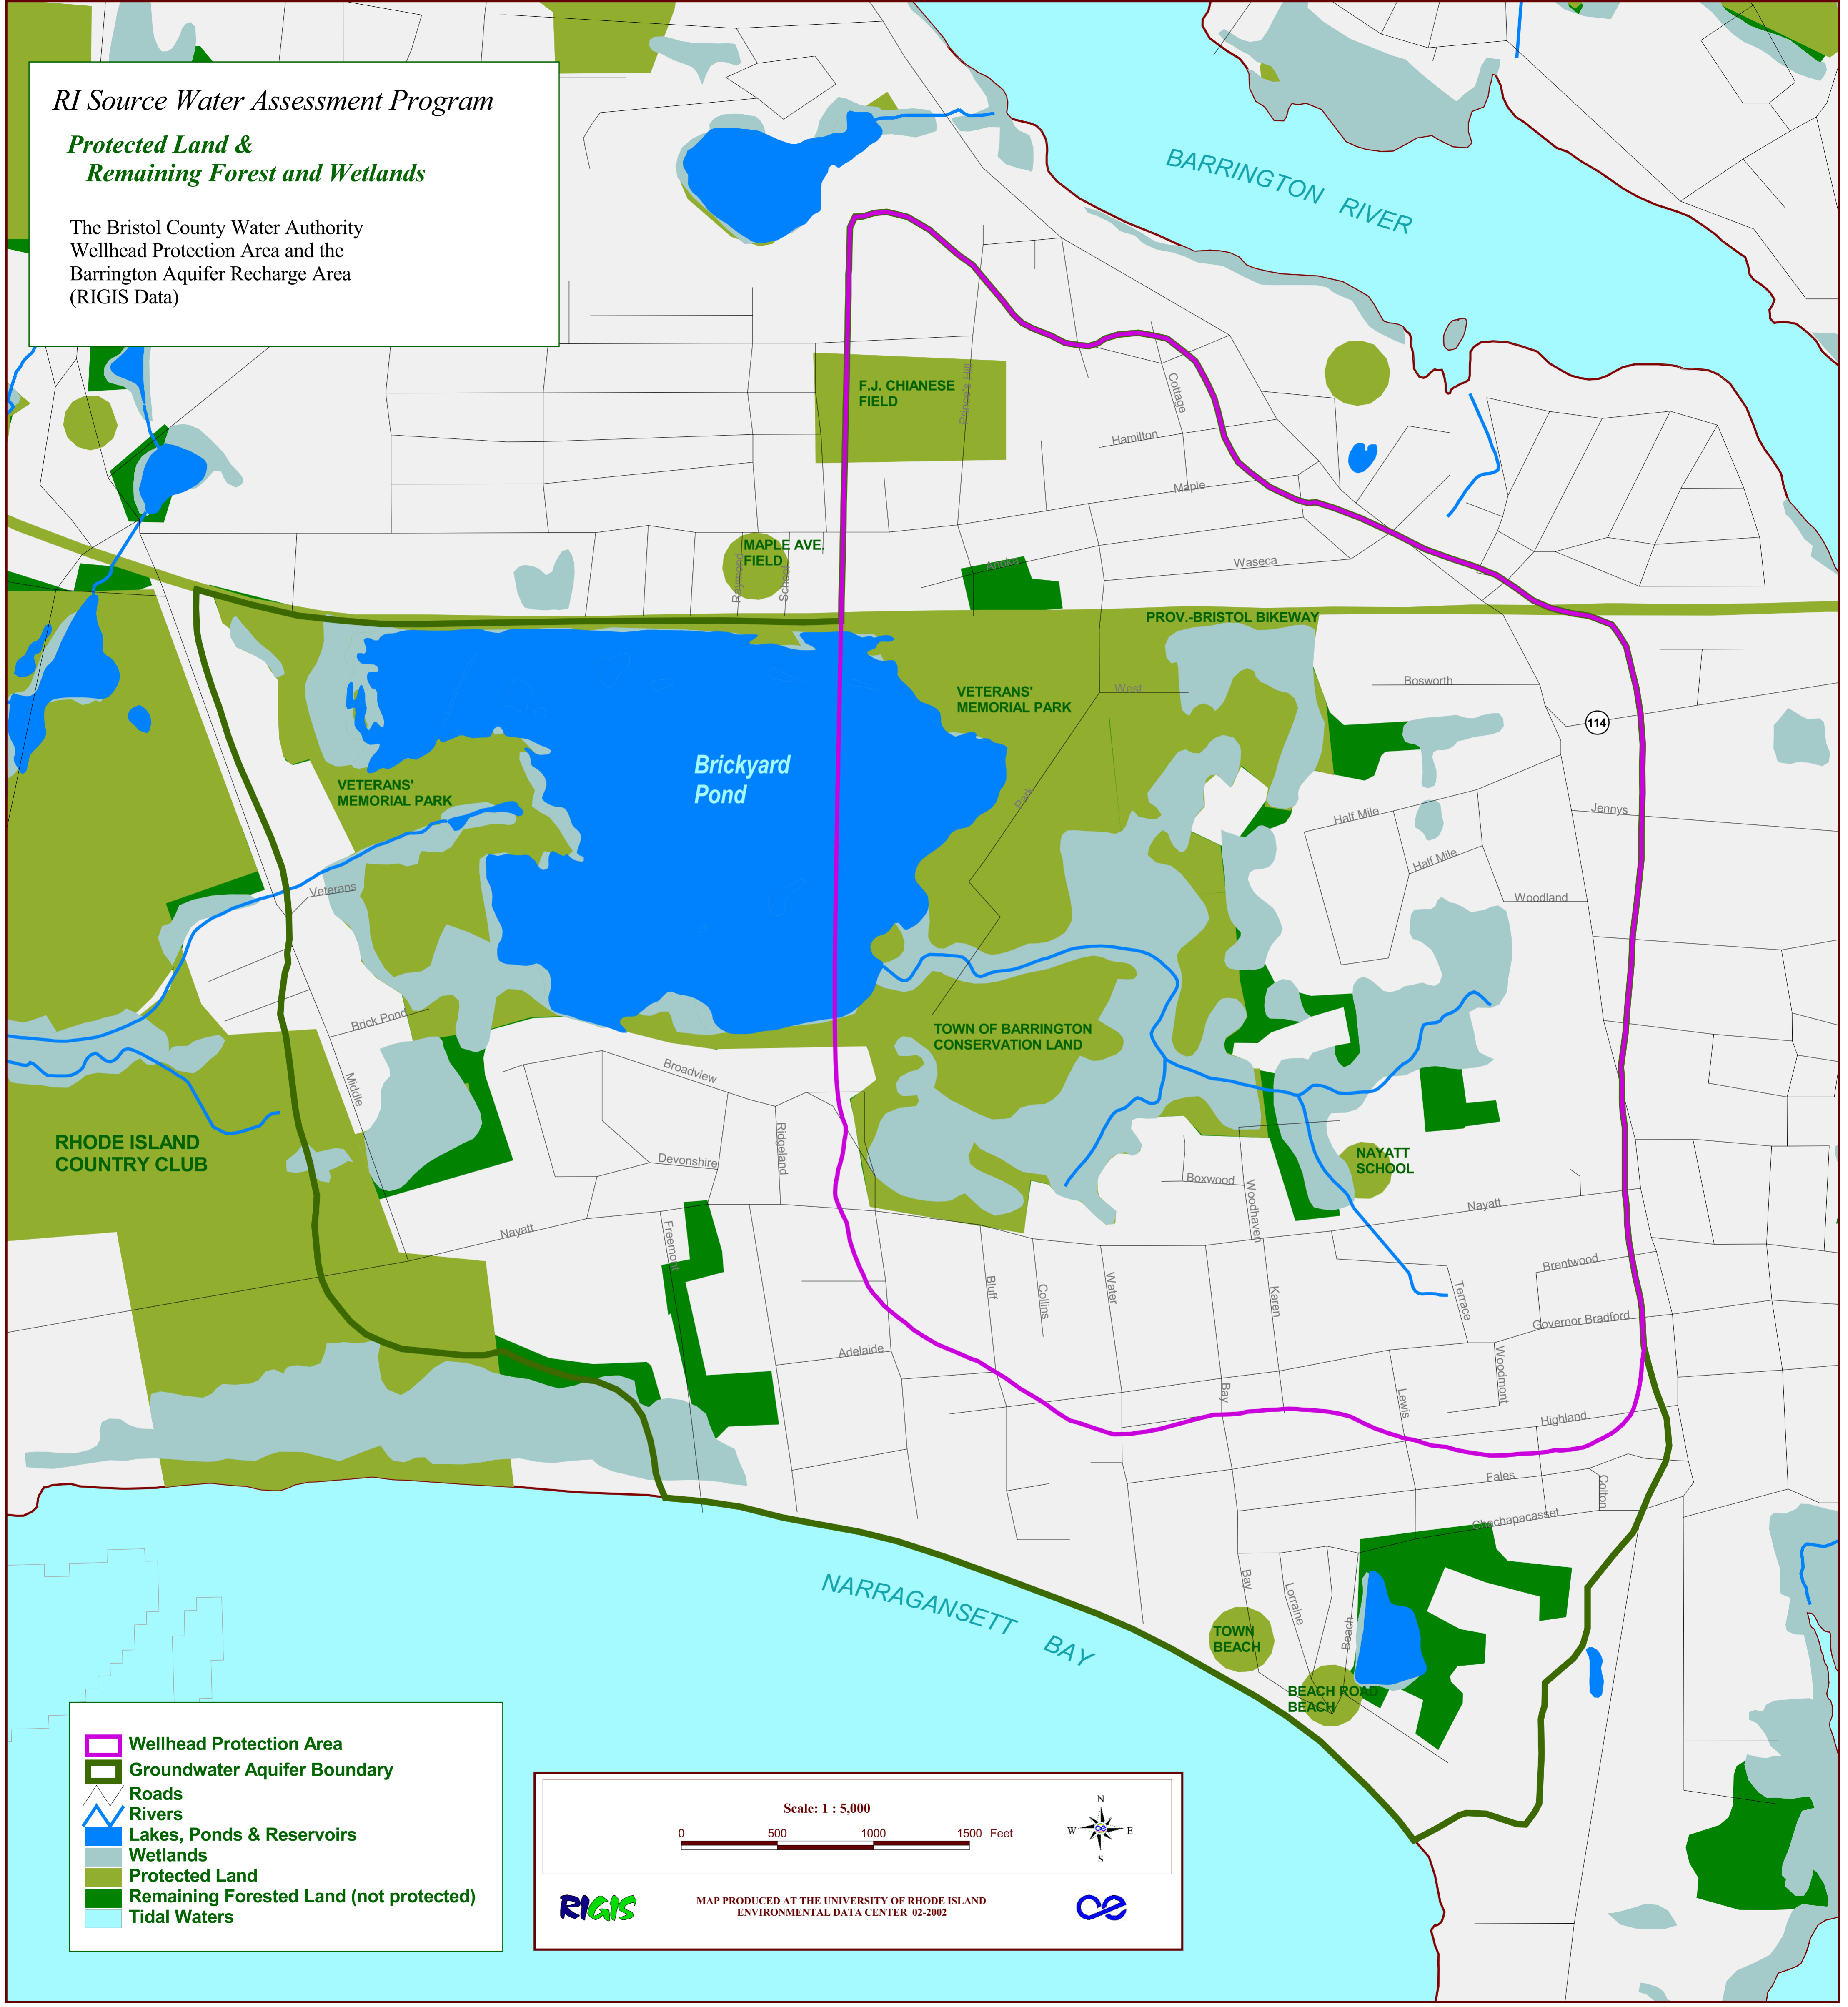 RI Source Water Assessment Program
Protected Land &
Remaining Forest and Wetlands
The Bristol County Water Authority
Wellhead Protection Area and the
Barrington Aquifer Recharge Area
(RIGIS Data)
BARRINGTON RIVER
F.J. CHIANESE
FIELD
Prince's Hill
Cottage
Hamilton
Maple
MAPLE AVE.
FIELD
Raymond
School
Anoka
Waseca
PROV.-BRISTOL BIKEWAY
VETERANS'
MEMORIAL PARK
West
Bosworth
114
Brickyard
Pond
VETERANS'
MEMORIAL PARK
Park
Half Mile
Jennys
Half Mile
Veterans
Woodland
Brick Pond
TOWN OF BARRINGTON
CONSERVATION LAND
Middle
Broadview
RHODE ISLAND
COUNTRY CLUB
Ridgeland
Devonshire
NAYATT
SCHOOL
Boxwood
Woodhaven
Nayatt
Nayatt
Freemont
Bluff
Collins
Water
Karen
Terrace
Brentwood
Governor Bradford
Adelaide
Woodmont
Bay
Lewis
Highland
Fales
Colton
Chachapacasset
NARRAGANSETT BAY
Bay
Lorraine
Beach
TOWN
BEACH
BEACH ROAD
BEACH
Wellhead Protection Area
Groundwater Aquifer Boundary
Roads
Rivers
Lakes, Ponds & Reservoirs
Wetlands
Protected Land
Remaining Forested Land (not protected)
Tidal Waters
Scale: 1 : 5,000
0 500 1000 1500 Feet
N
W E
S
RIGIS
MAP PRODUCED AT THE UNIVERSITY OF RHODE ISLAND
ENVIRONMENTAL DATA CENTER 02-2002